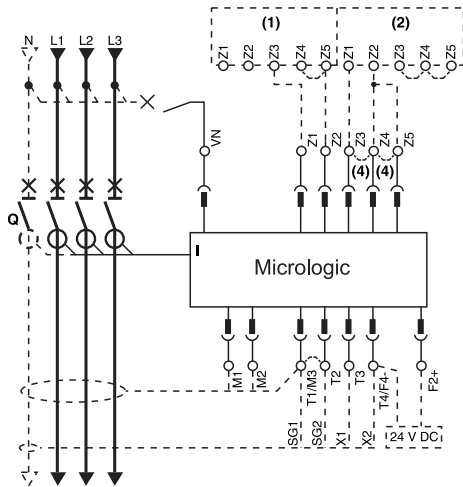 (1) (2)
Z1 Z2 Z3 Z4 Z5 Z1 Z2 Z3 Z4 Z5
N L1 L2 L3
VN
Z1 Z2 Z3 Z4 Z5
(4) (4)
Q
I
Micrologic
M1 M2 T1/M3 T2 T3 T4/F4- F2+
SG1 SG2 X1 X2
24 V DC